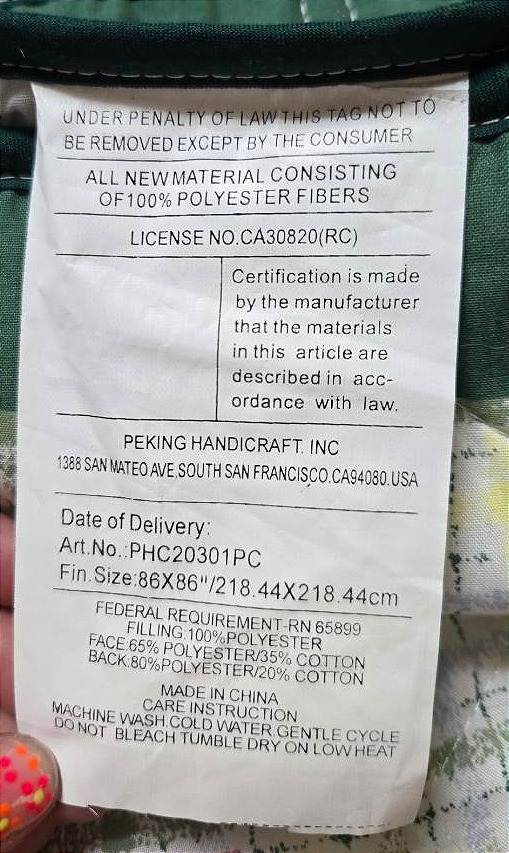 UNDER PENALTY OF LAW THIS TAG NOT TO
BE REMOVED EXCEPT BY THE CONSUMER
ALL NEW MATERIAL CONSISTING
OF 100% POLYESTER FIBERS
LICENSE NO.CA30820(RC)
Certification is made
by the manufacturer
that the materials
in this article are
described in acc-
ordance with law.
PEKING HANDICRAFT. INC
1388 SAN MATEO AVE.SOUTH SAN FRANCISCO.CA94080.USA
Date of Delivery:
Art.No.:PHC20301PC
Fin.Size:86X86"/218.44X218.44cm
FEDERAL REQUIREMENT-RN 65899
FILLING:100%POLYESTER
FACE:65% POLYESTER/35% COTTON
BACK:80%POLYESTER/20% COTTON
MADE IN CHINA
CARE INSTRUCTION
MACHINE WASH COLD WATER GENTLE CYCLE
DO NOT BLEACH TUMBLE DRY ON LOW HEAT